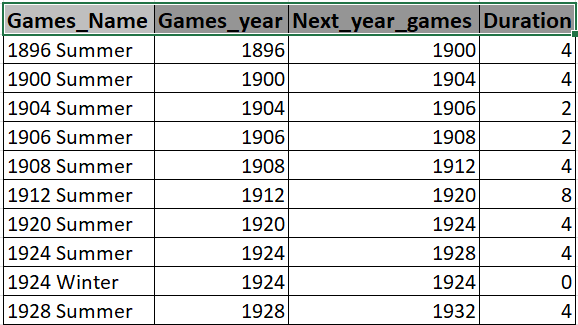 Games_Name Games_year Next_year_games Duration
1896 Summer 1896 1900 4
1900 Summer 1900 1904 4
1904 Summer 1904 1906 2
1906 Summer 1906 1908 2
1908 Summer 1908 1912 4
1912 Summer 1912 1920 8
1920 Summer 1920 1924 4
1924 Summer 1924 1928 4
1924 Winter 1924 1924 0
1928 Summer 1928 1932 4